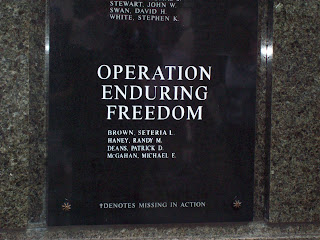 STEWART, JOHN W.
SWAN, DAVID H.
WHITE, STEPHEN K.
OPERATION
ENDURING
FREEDOM
BROWN, SETERIA L.
HANEY, RANDY M.
DEANS, PATRICK D.
McGAHAN, MICHAEL E.
†DENOTES MISSING IN ACTION